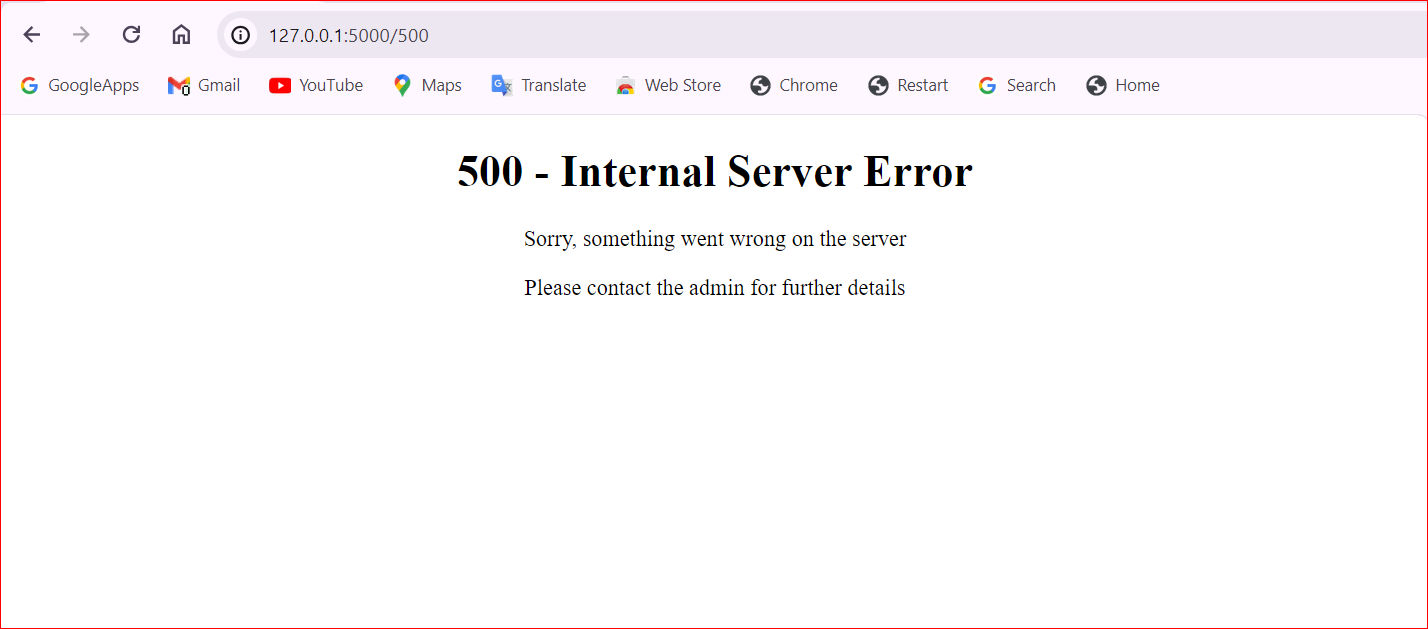 127.0.0.1:5000/500
GoogleApps Gmail YouTube Maps Translate Web Store Chrome Restart Search Home
500 - Internal Server Error
Sorry, something went wrong on the server
Please contact the admin for further details